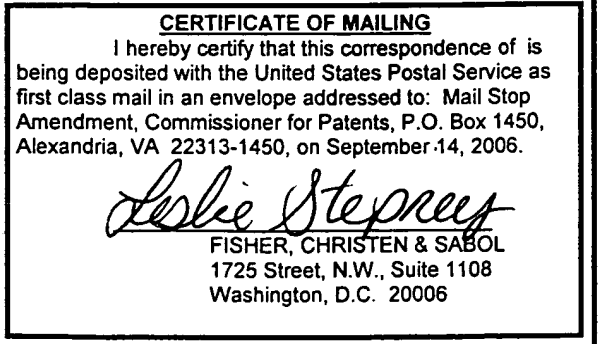 CERTIFICATE OF MAILING
I hereby certify that this correspondence of is
being deposited with the United States Postal Service as
first class mail in an envelope addressed to: Mail Stop
Amendment, Commissioner for Patents, P.O. Box 1450,
Alexandria, VA 22313-1450, on September 14, 2006.
Leslie
FISHER, CHRISTEN & SABOL
1725 Street, N.W., Suite 1108
Washington, D.C. 20006